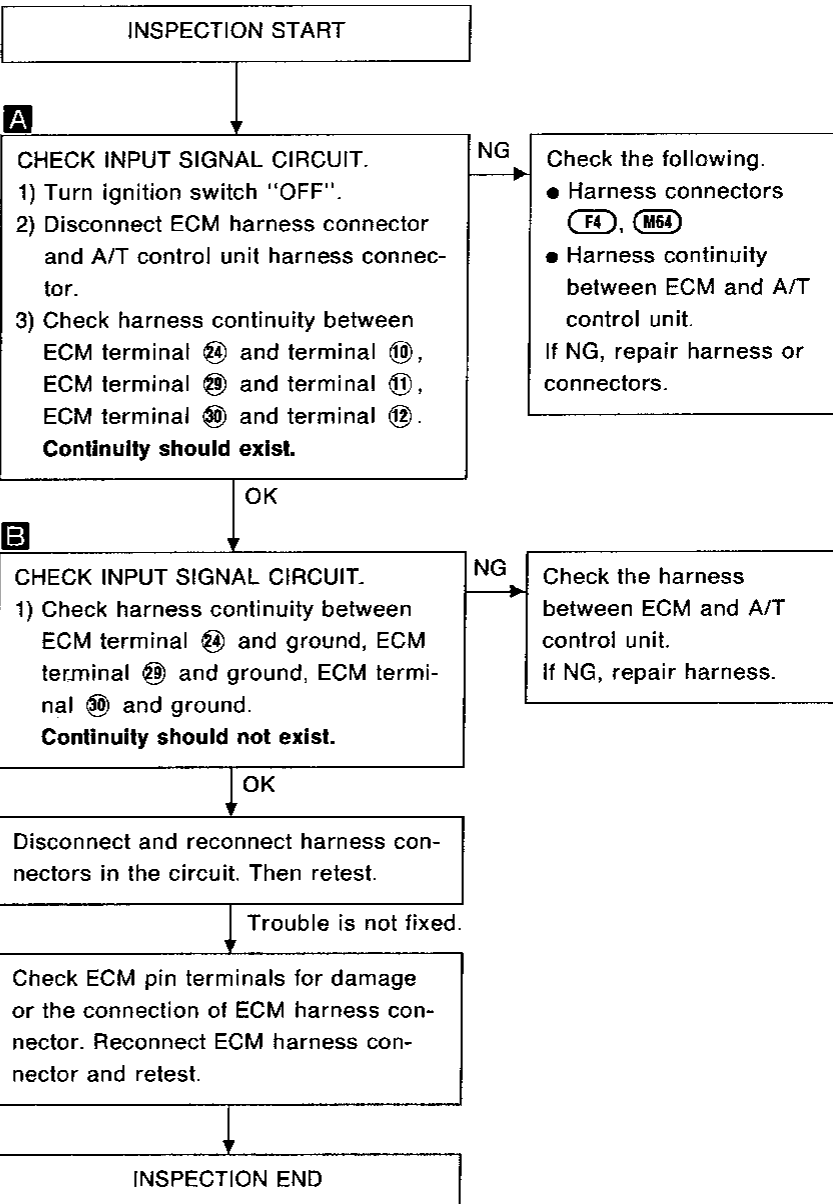 INSPECTION START
A
CHECK INPUT SIGNAL CIRCUIT.
1) Turn ignition switch "OFF".
2) Disconnect ECM harness connector
and A/T control unit harness connec-
tor.
3) Check harness continuity between
ECM terminal ㉔ and terminal ⑩,
ECM terminal ㉙ and terminal ⑪,
ECM terminal ㉚ and terminal ⑫.
Continuity should exist.
NG
Check the following.
● Harness connectors
F4, M64
● Harness continuity
between ECM and A/T
control unit.
If NG, repair harness or
connectors.
OK
B
CHECK INPUT SIGNAL CIRCUIT.
1) Check harness continuity between
ECM terminal ㉔ and ground, ECM
terminal ㉙ and ground, ECM termi-
nal ㉚ and ground.
Continuity should not exist.
NG
Check the harness
between ECM and A/T
control unit.
If NG, repair harness.
OK
Disconnect and reconnect harness con-
nectors in the circuit. Then retest.
Trouble is not fixed.
Check ECM pin terminals for damage
or the connection of ECM harness con-
nector. Reconnect ECM harness con-
nector and retest.
INSPECTION END